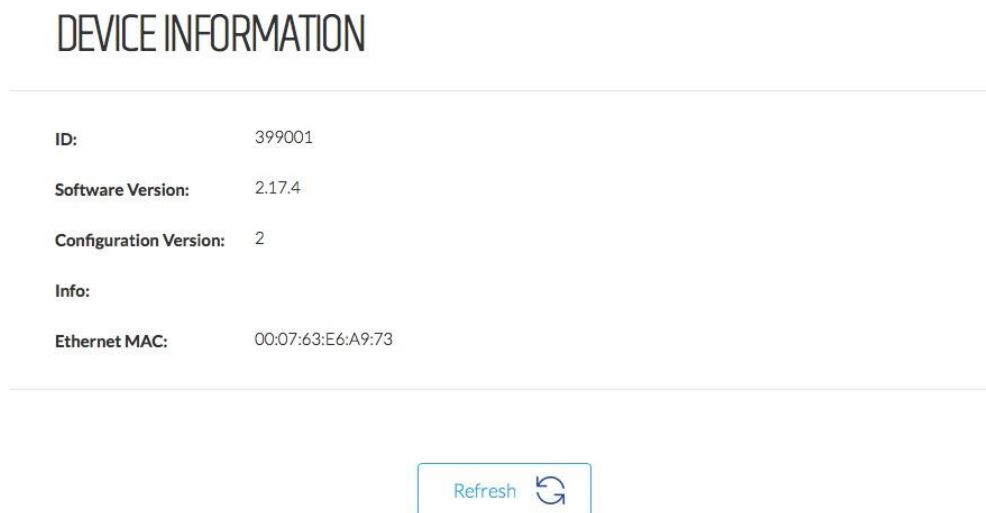 DEVICE INFORMATION
ID: 399001
Software Version: 2.17.4
Configuration Version: 2
Info:
Ethernet MAC: 00:07:63:E6:A9:73
Refresh